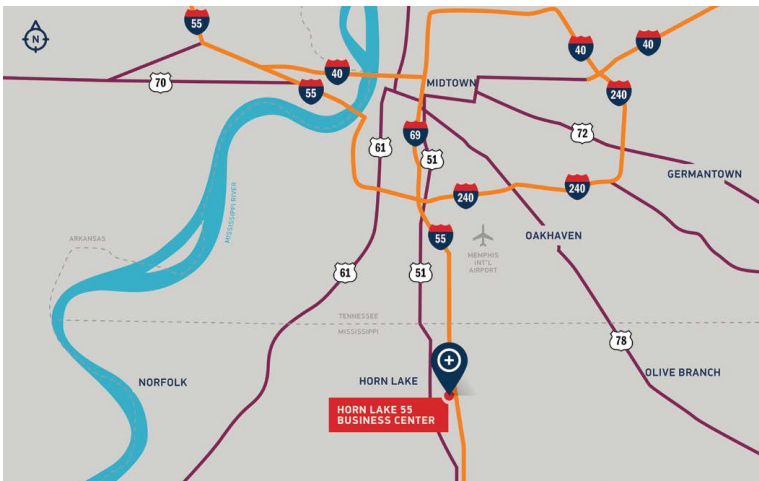 55
N
40
40
40
MIDTOWN
70
55
240
69
72
61
51
GERMANTOWN
240
240
MISSISSIPPI RIVER
OAKHAVEN
55
ARKANSAS
MEMPHIS
INT'L
AIRPORT
61
51
TENNESSEE
MISSISSIPPI
78
NORFOLK
HORN LAKE
OLIVE BRANCH
HORN LAKE 55
BUSINESS CENTER